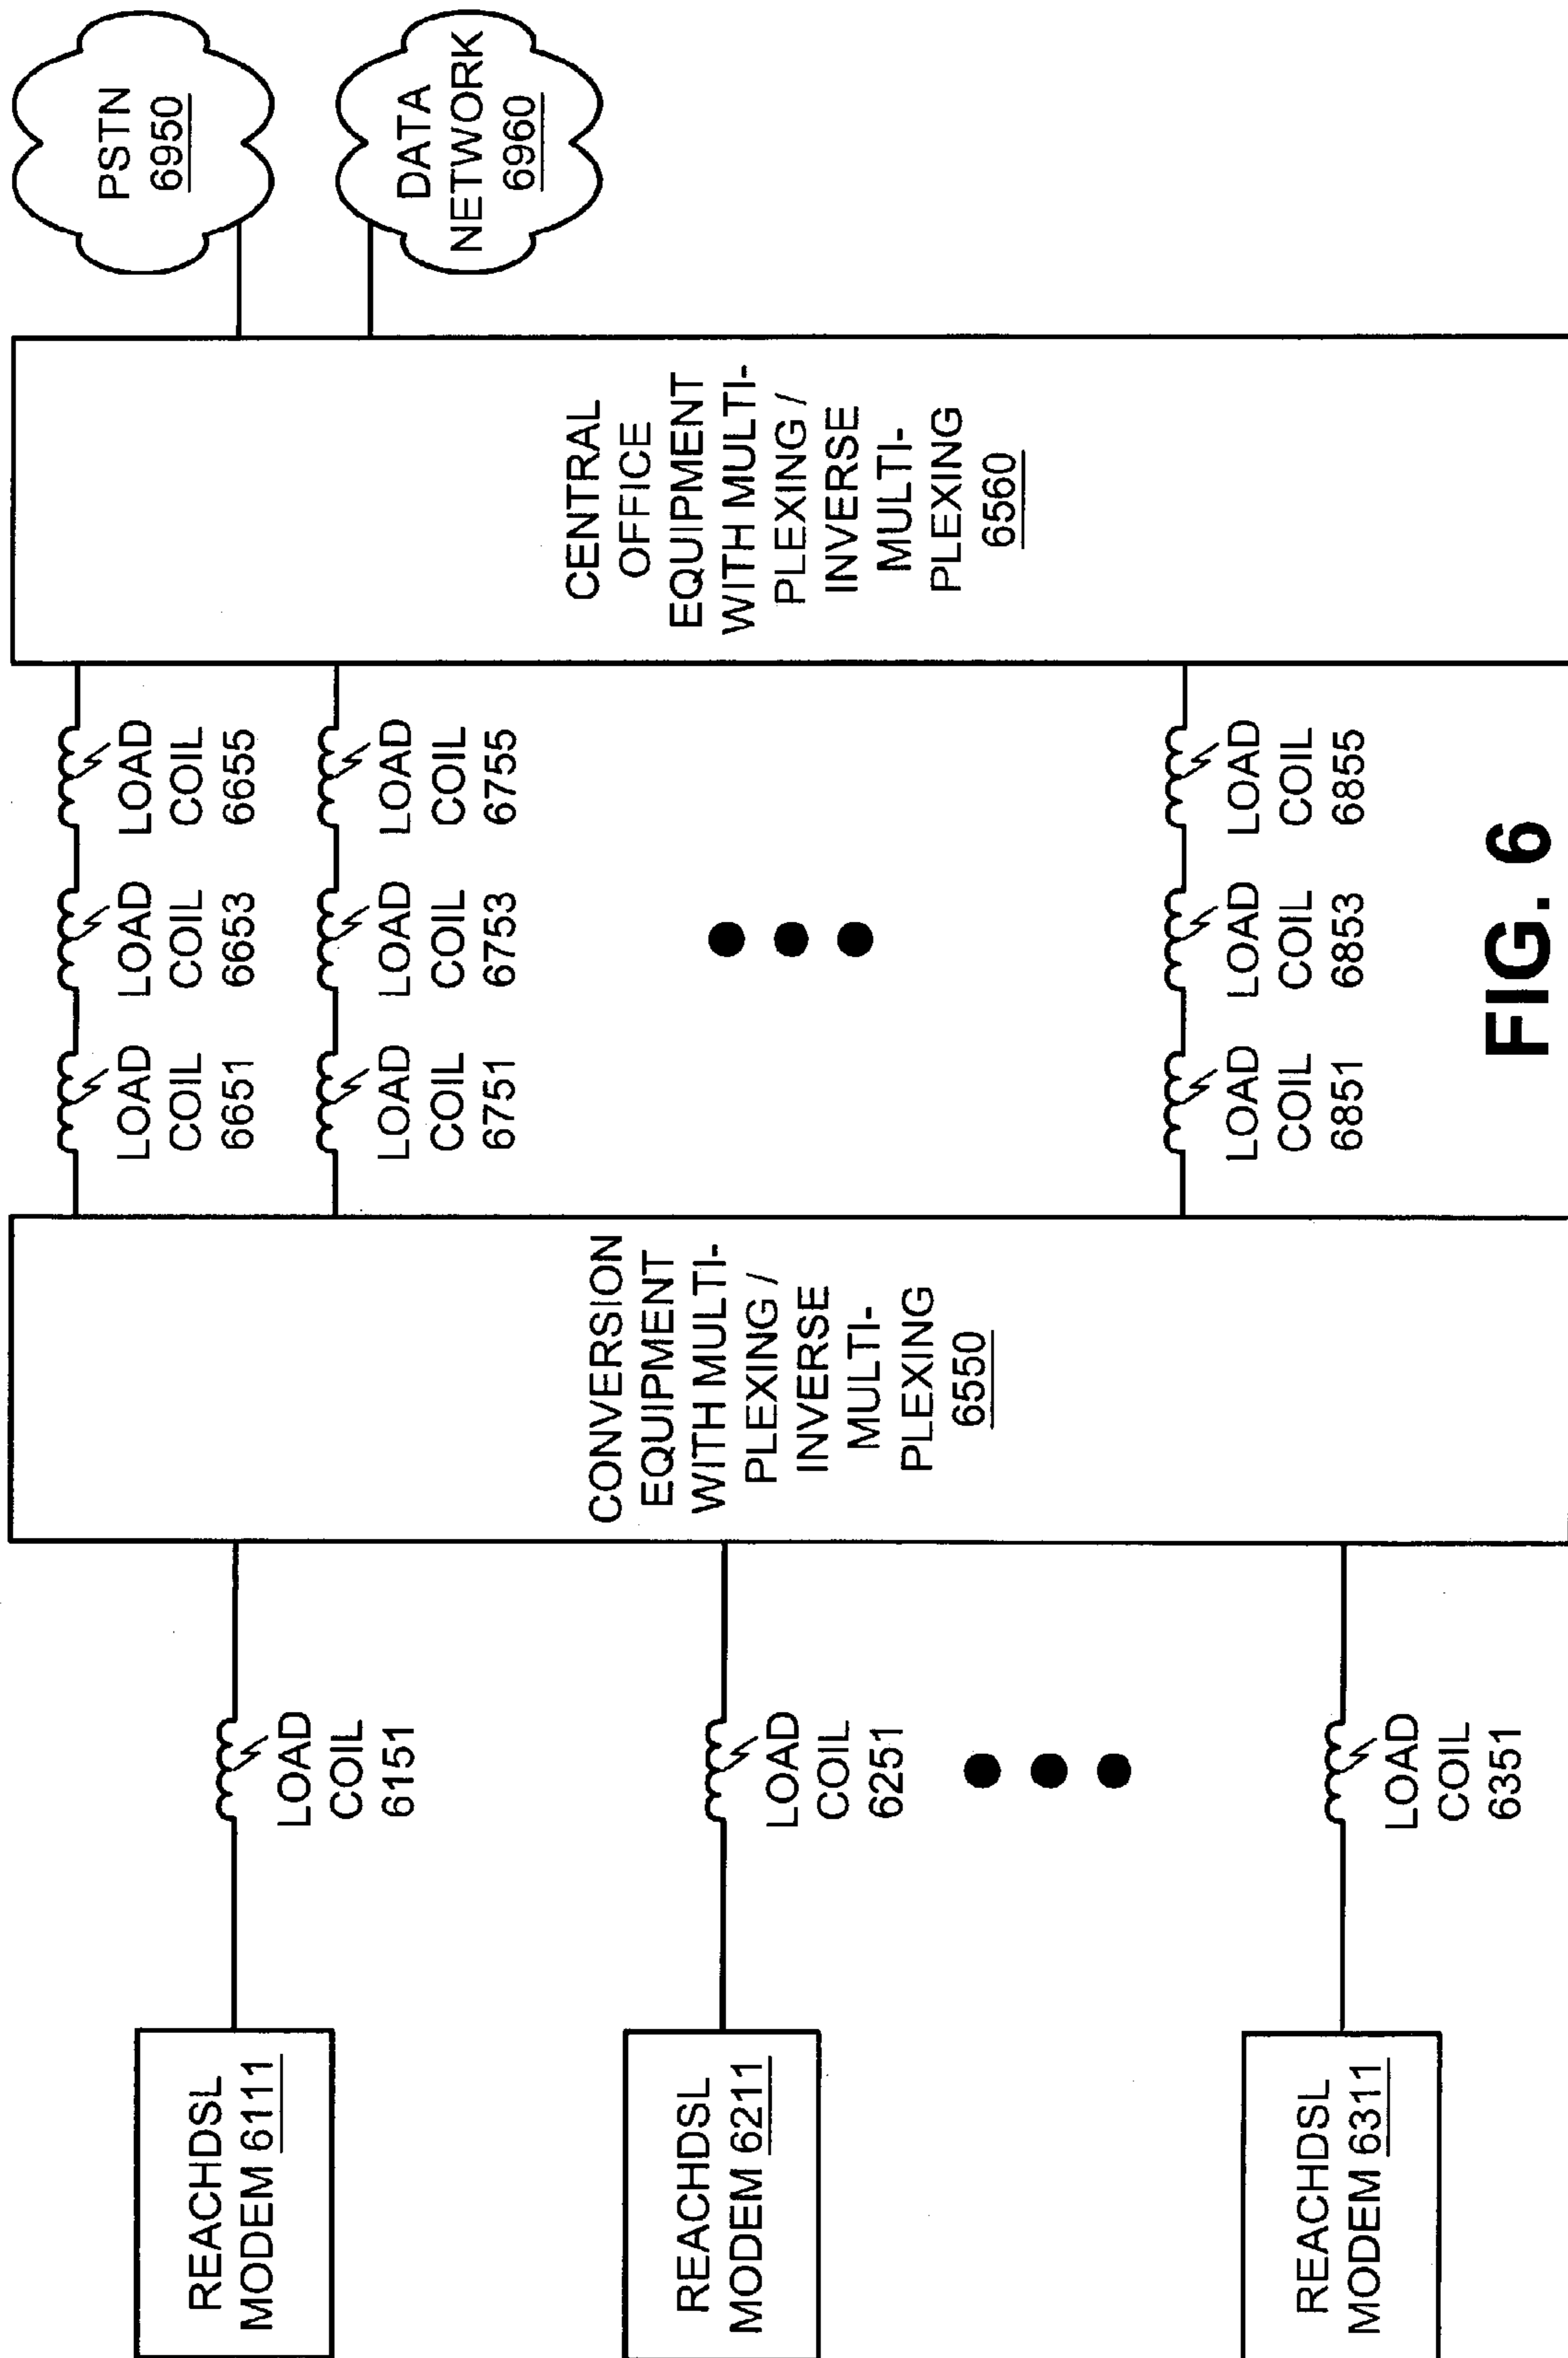 REACHDSL
MODEM 6111
REACHDSL
MODEM 6211
REACHDSL
MODEM 6311
LOAD
COIL
6151
LOAD
COIL
6251
LOAD
COIL
6351
CONVERSION
EQUIPMENT
WITH MULTI-
PLEXING /
INVERSE
MULTI-
PLEXING
6550
LOAD
COIL
6651
LOAD
COIL
6653
LOAD
COIL
6655
LOAD
COIL
6751
LOAD
COIL
6753
LOAD
COIL
6755
LOAD
COIL
6851
LOAD
COIL
6853
LOAD
COIL
6855
CENTRAL
OFFICE
EQUIPMENT
WITH MULTI-
PLEXING /
INVERSE
MULTI-
PLEXING
6560
PSTN
6950
DATA
NETWORK
6960
FIG. 6